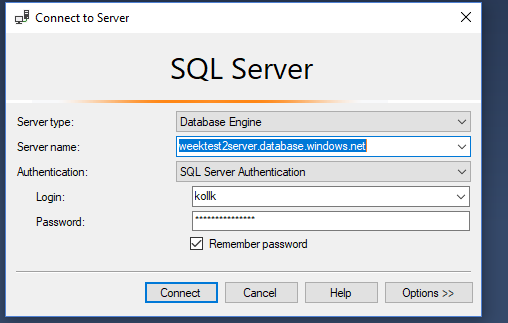 Connect to Server
SQL Server
Server type: Database Engine
Server name: weektest2server.database.windows.net
Authentication: SQL Server Authentication
Login: kollk
Password: ***************
Remember password
Connect Cancel Help Options >>